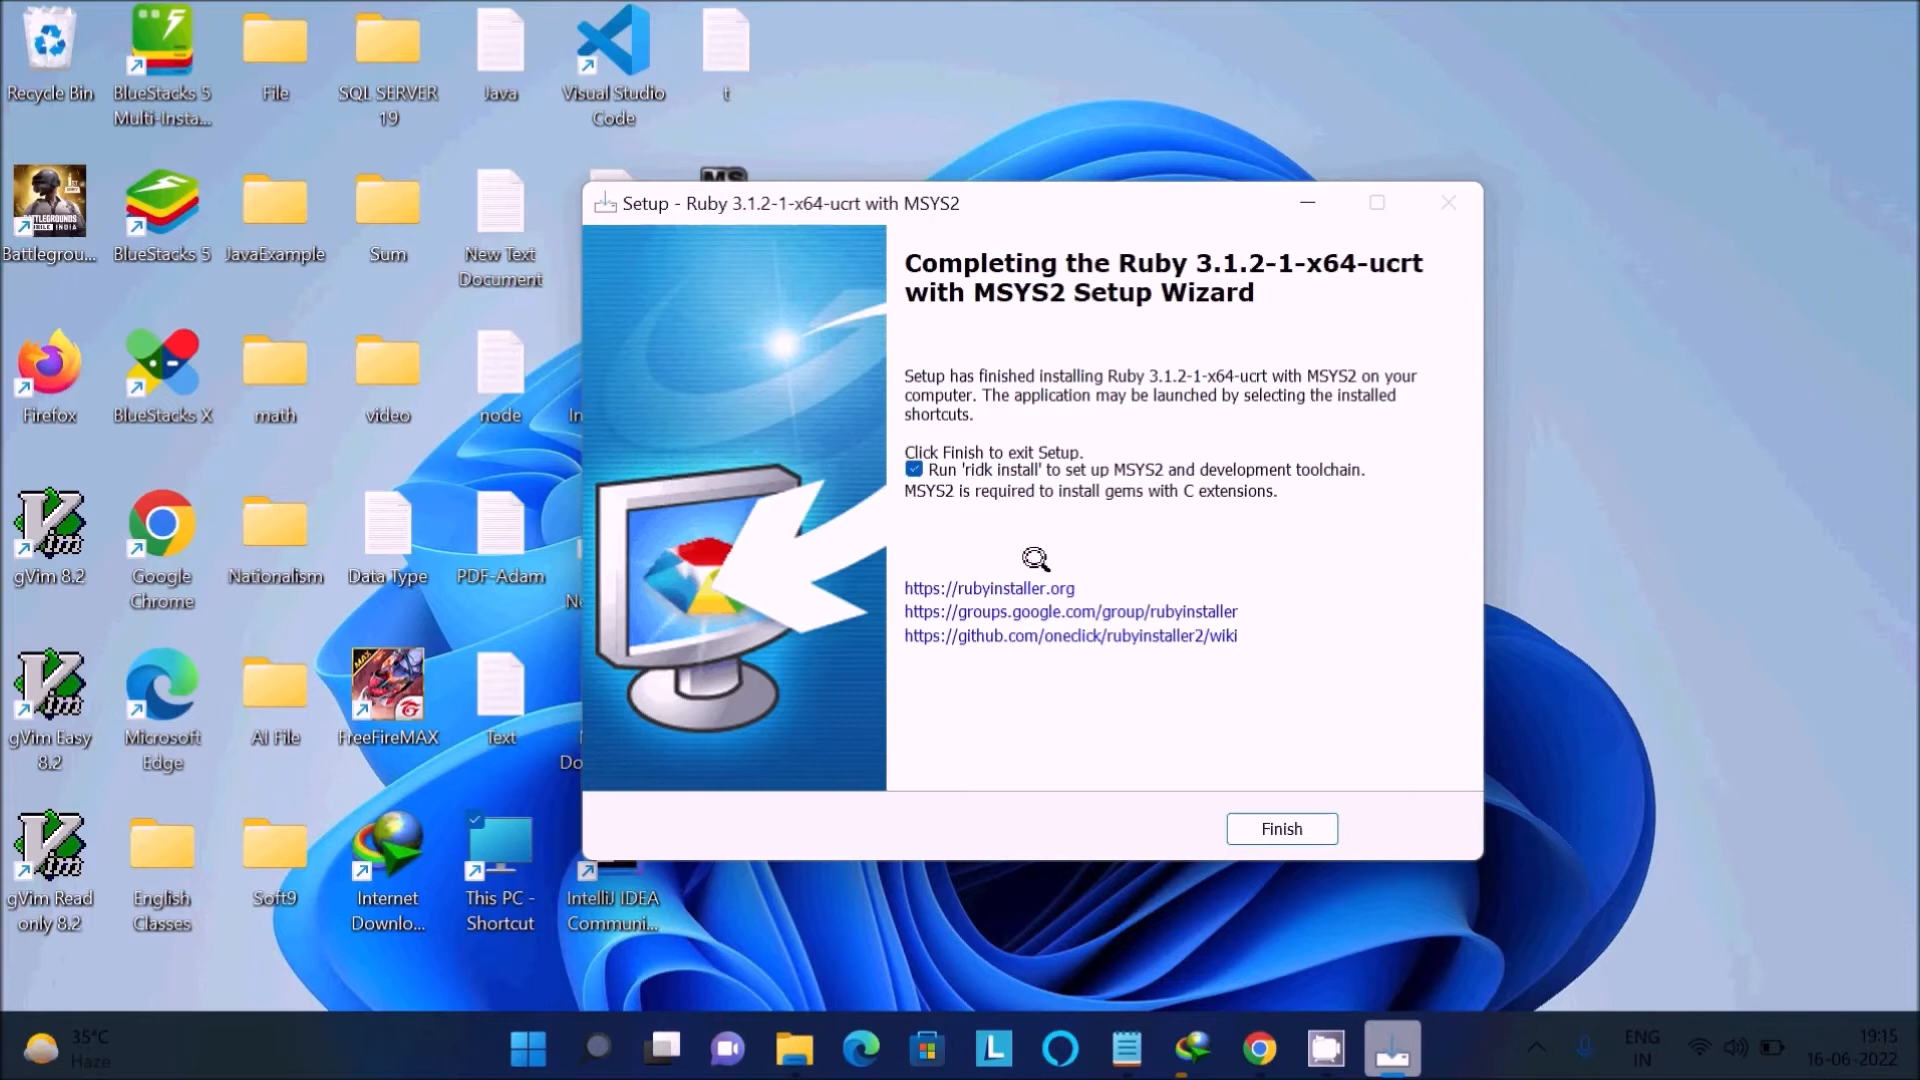 Recycle Bin
BlueStacks 5
Multi-Insta...
File
SQL SERVER
19
Java
Visual Studio
Code
t
Battlegrou...
BlueStacks 5
JavaExample
Sum
New Text
Document
Firefox
BlueStacks X
math
video
node
In
gVim 8.2
Google
Chrome
Nationalism
Data Type
PDF-Adam
Ne
gVim Easy
8.2
Microsoft
Edge
AI File
FreeFireMAX
Text
Do
gVim Read
only 8.2
English
Classes
Soft9
Internet
Downlo...
This PC -
Shortcut
IntelliJ IDEA
Communi...
Setup - Ruby 3.1.2-1-x64-ucrt with MSYS2
Completing the Ruby 3.1.2-1-x64-ucrt
with MSYS2 Setup Wizard
Setup has finished installing Ruby 3.1.2-1-x64-ucrt with MSYS2 on your
computer. The application may be launched by selecting the installed
shortcuts.
Click Finish to exit Setup.
Run 'ridk install' to set up MSYS2 and development toolchain.
MSYS2 is required to install gems with C extensions.
https://rubyinstaller.org
https://groups.google.com/group/rubyinstaller
https://github.com/oneclick/rubyinstaller2/wiki
Finish
35°C
Haze
ENG
IN
19:15
16-06-2022